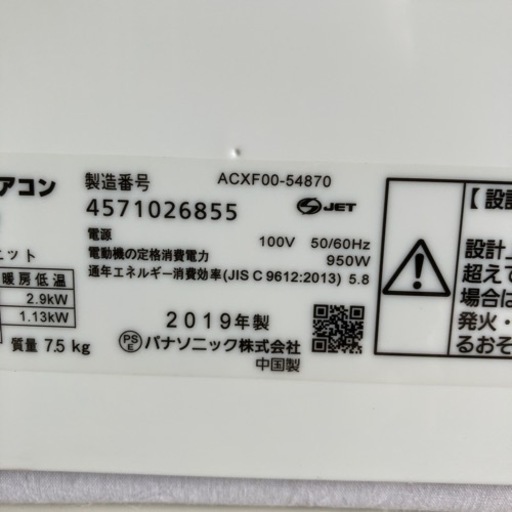 アコン
製造番号
ACXF00-54870
4571026855
JET
電源
100V 50/60Hz
電動機の定格消費電力
950W
通年エネルギー消費効率(JIS C 9612:2013) 5.8
ニット
暖房低温
2.9kW
1.13kW
質量 7.5 kg
2019年製
PSE パナソニック株式会社
中国製
【設計
設計上
超えて
場合は
発火・
るおそ